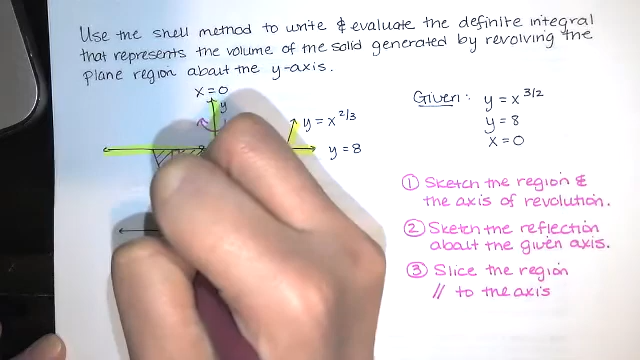 Use the shell method to write & evaluate the definite integral
that represents the volume of the solid generated by revolving the
plane region about the y-axis.
x=0
y
y = x^{2/3}
y=8
Given: y = x^{3/2}
y = 8
x=0
① Sketch the region &
the axis of revolution.
② Sketch the reflection
about the given axis.
③ Slice the region
// to the axis